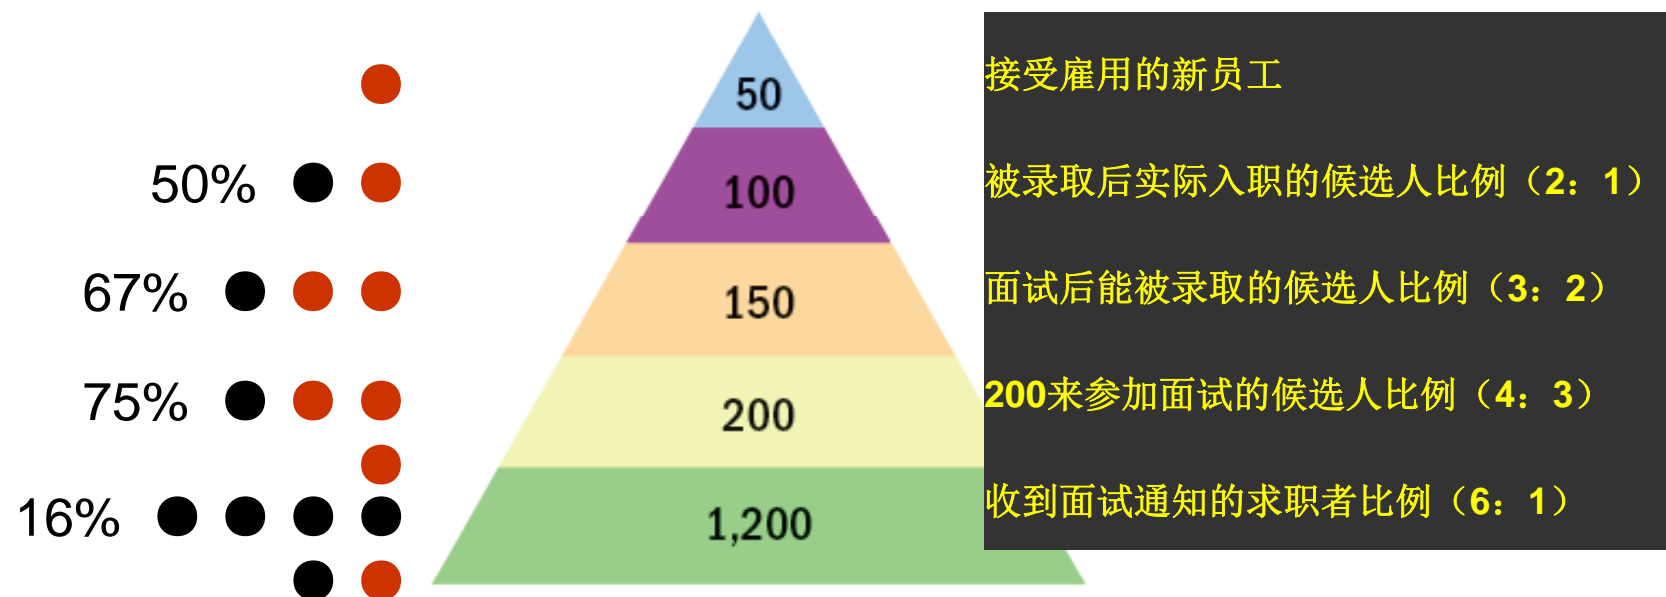 50
接受雇用的新员工
50%
100
被录取后实际入职的候选人比例（2：1）
67%
150
面试后能被录取的候选人比例（3：2）
75%
200
200来参加面试的候选人比例（4：3）
16%
1,200
收到面试通知的求职者比例（6：1）